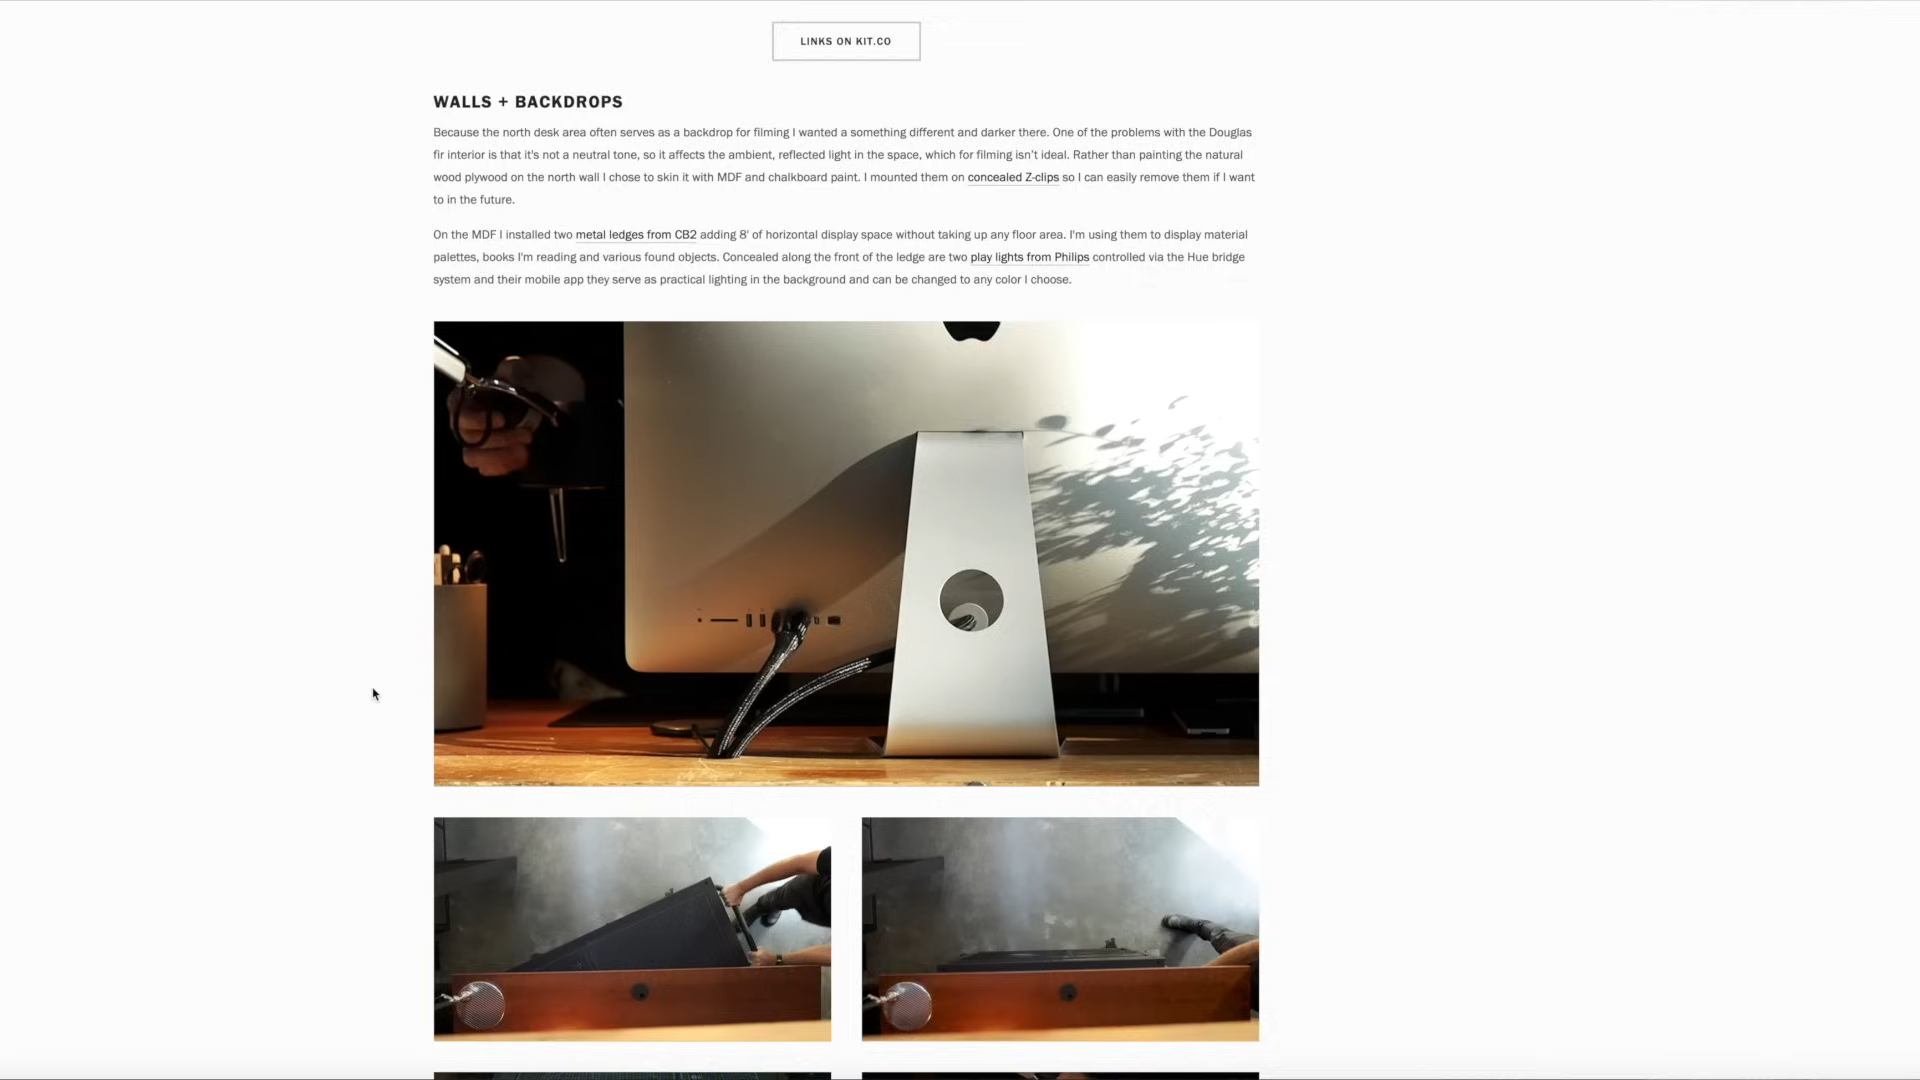 LINKS ON KIT.CO
WALLS + BACKDROPS
Because the north desk area often serves as a backdrop for filming I wanted a something different and darker there. One of the problems with the Douglas
fir interior is that it's not a neutral tone, so it affects the ambient, reflected light in the space, which for filming isn't ideal. Rather than painting the natural
wood plywood on the north wall I chose to skin it with MDF and chalkboard paint. I mounted them on concealed Z-clips so I can easily remove them if I want
to in the future.
On the MDF I installed two metal ledges from CB2 adding 8' of horizontal display space without taking up any floor area. I'm using them to display material
palettes, books I'm reading and various found objects. Concealed along the front of the ledge are two play lights from Philips controlled via the Hue bridge
system and their mobile app they serve as practical lighting in the background and can be changed to any color I choose.